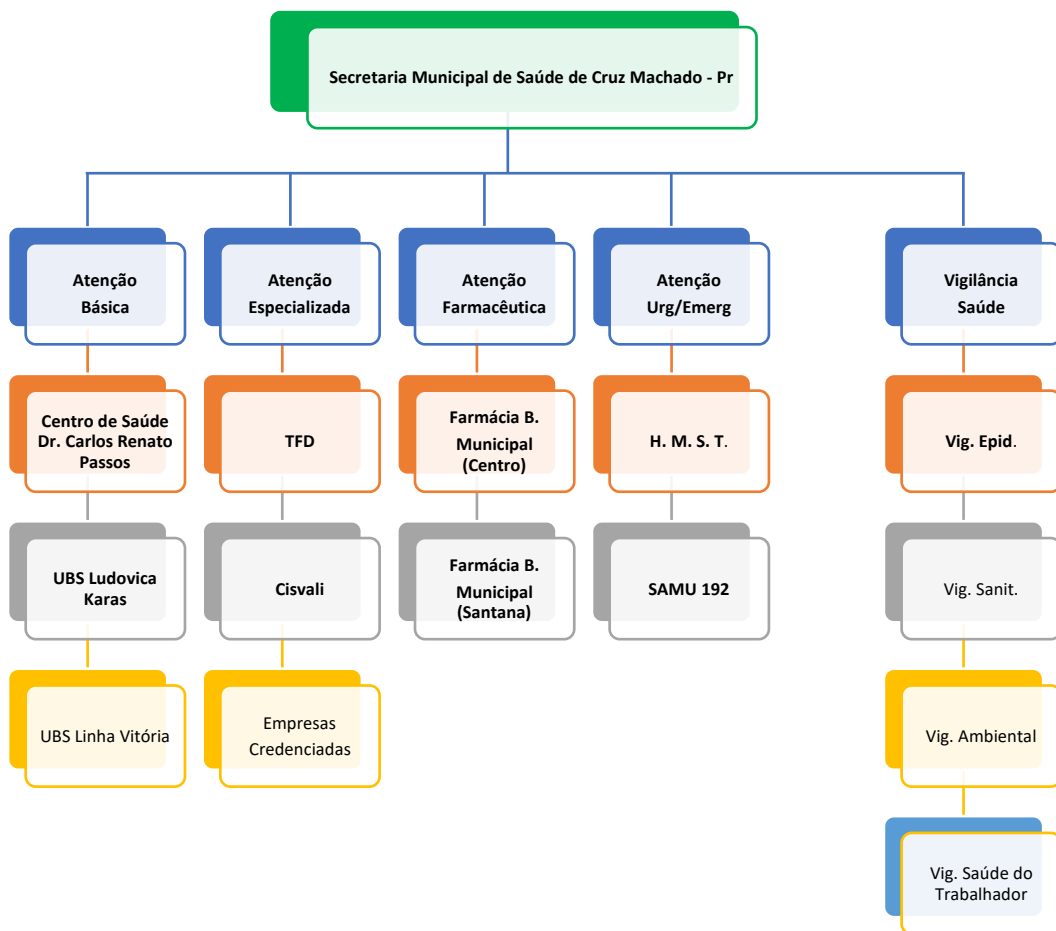 Secretaria Municipal de Saúde de Cruz Machado - Pr
Atenção
Básica
Atenção
Especializada
Atenção
Farmacêutica
Atenção
Urg/Emerg
Vigilância
Saúde
Centro de Saúde
Dr. Carlos Renato
Passos
TFD
Farmácia B.
Municipal
(Centro)
H. M. S. T.
Vig. Epid.
UBS Ludovica
Karas
Cisvali
Farmácia B.
Municipal
(Santana)
SAMU 192
Vig. Sanit.
UBS Linha Vitória
Empresas
Credenciadas
Vig. Ambiental
Vig. Saúde do
Trabalhador